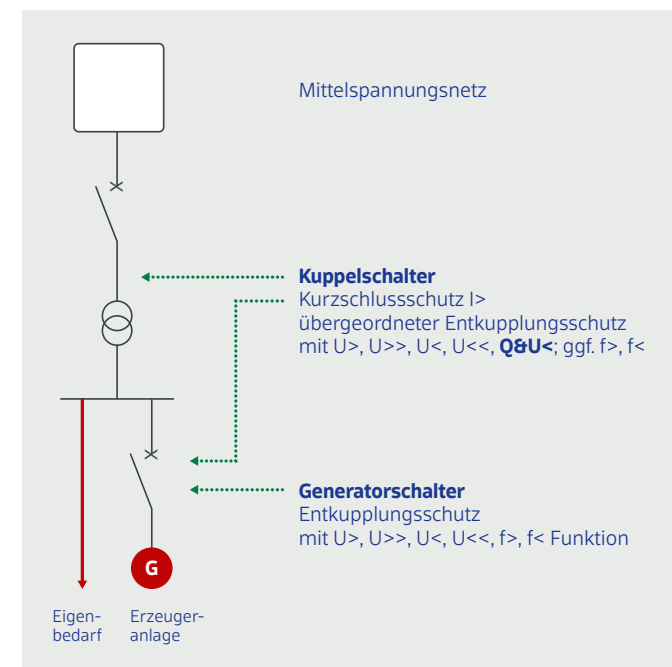 Mittelspannungsnetz
Kuppelschalter
Kurzschlussschutz I>
übergeordneter Entkupplungsschutz
mit U>, U>>, U<, U<<, Q&U<; ggf. f>, f<
Generatorschalter
Entkupplungsschutz
mit U>, U>>, U<, U<<, f>, f< Funktion
G
Eigen-
bedarf
Erzeuger-
anlage